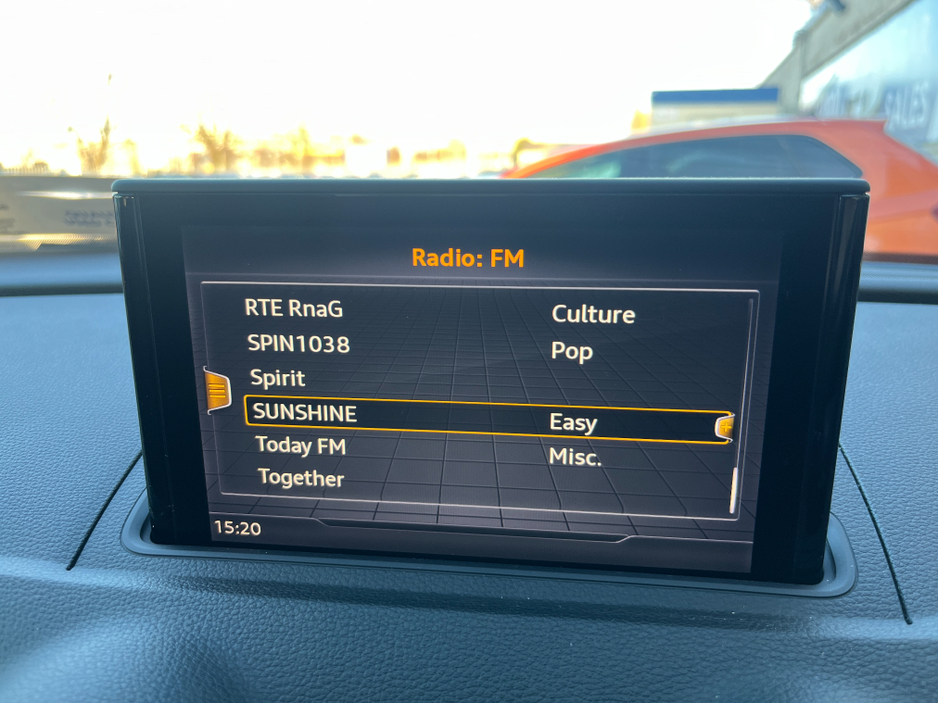 Radio: FM
RTE RnaG Culture
SPIN1038 Pop
Spirit
SUNSHINE Easy
Today FM Misc.
Together
15:20